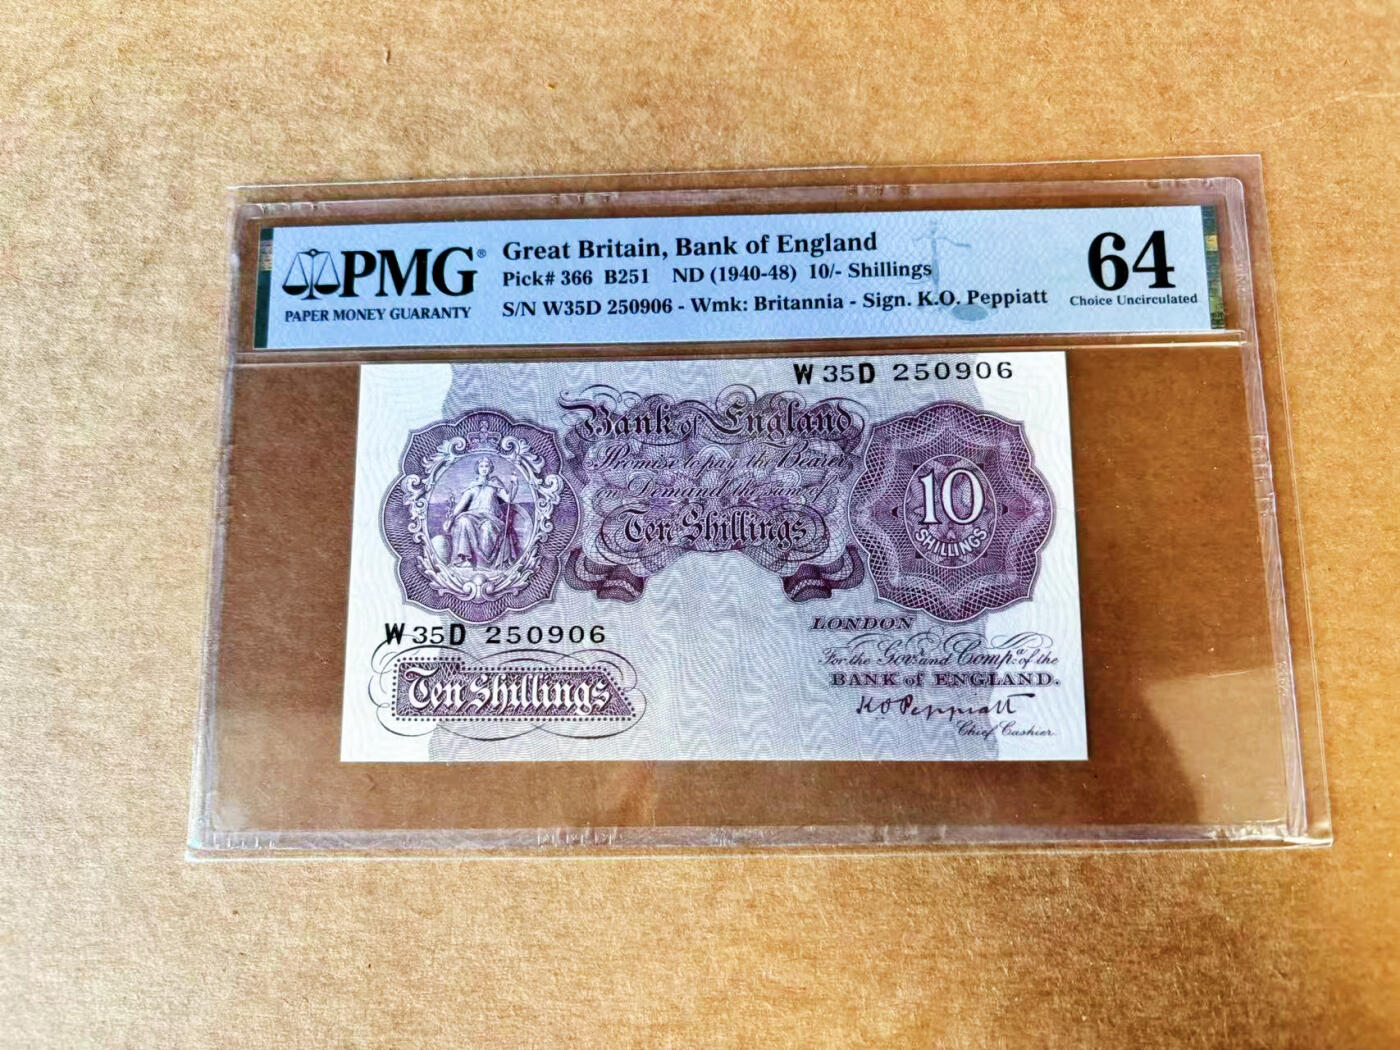 PMG®
PAPER MONEY GUARANTY
Great Britain, Bank of England
Pick# 366 B251 ND (1940-48) 10/- Shillings
S/N W35D 250906 - Wmk: Britannia - Sign. K.O. Peppiatt
64
Choice Uncirculated
W35D 250906
Bank of England
Promise to pay the Bearer
on Demand the sum of
Ten Shillings
10
SHILLINGS
W35D 250906
Ten Shillings
LONDON
For the Govr. and Compa. of the
BANK of ENGLAND.
K O Peppiatt
Chief Cashier.